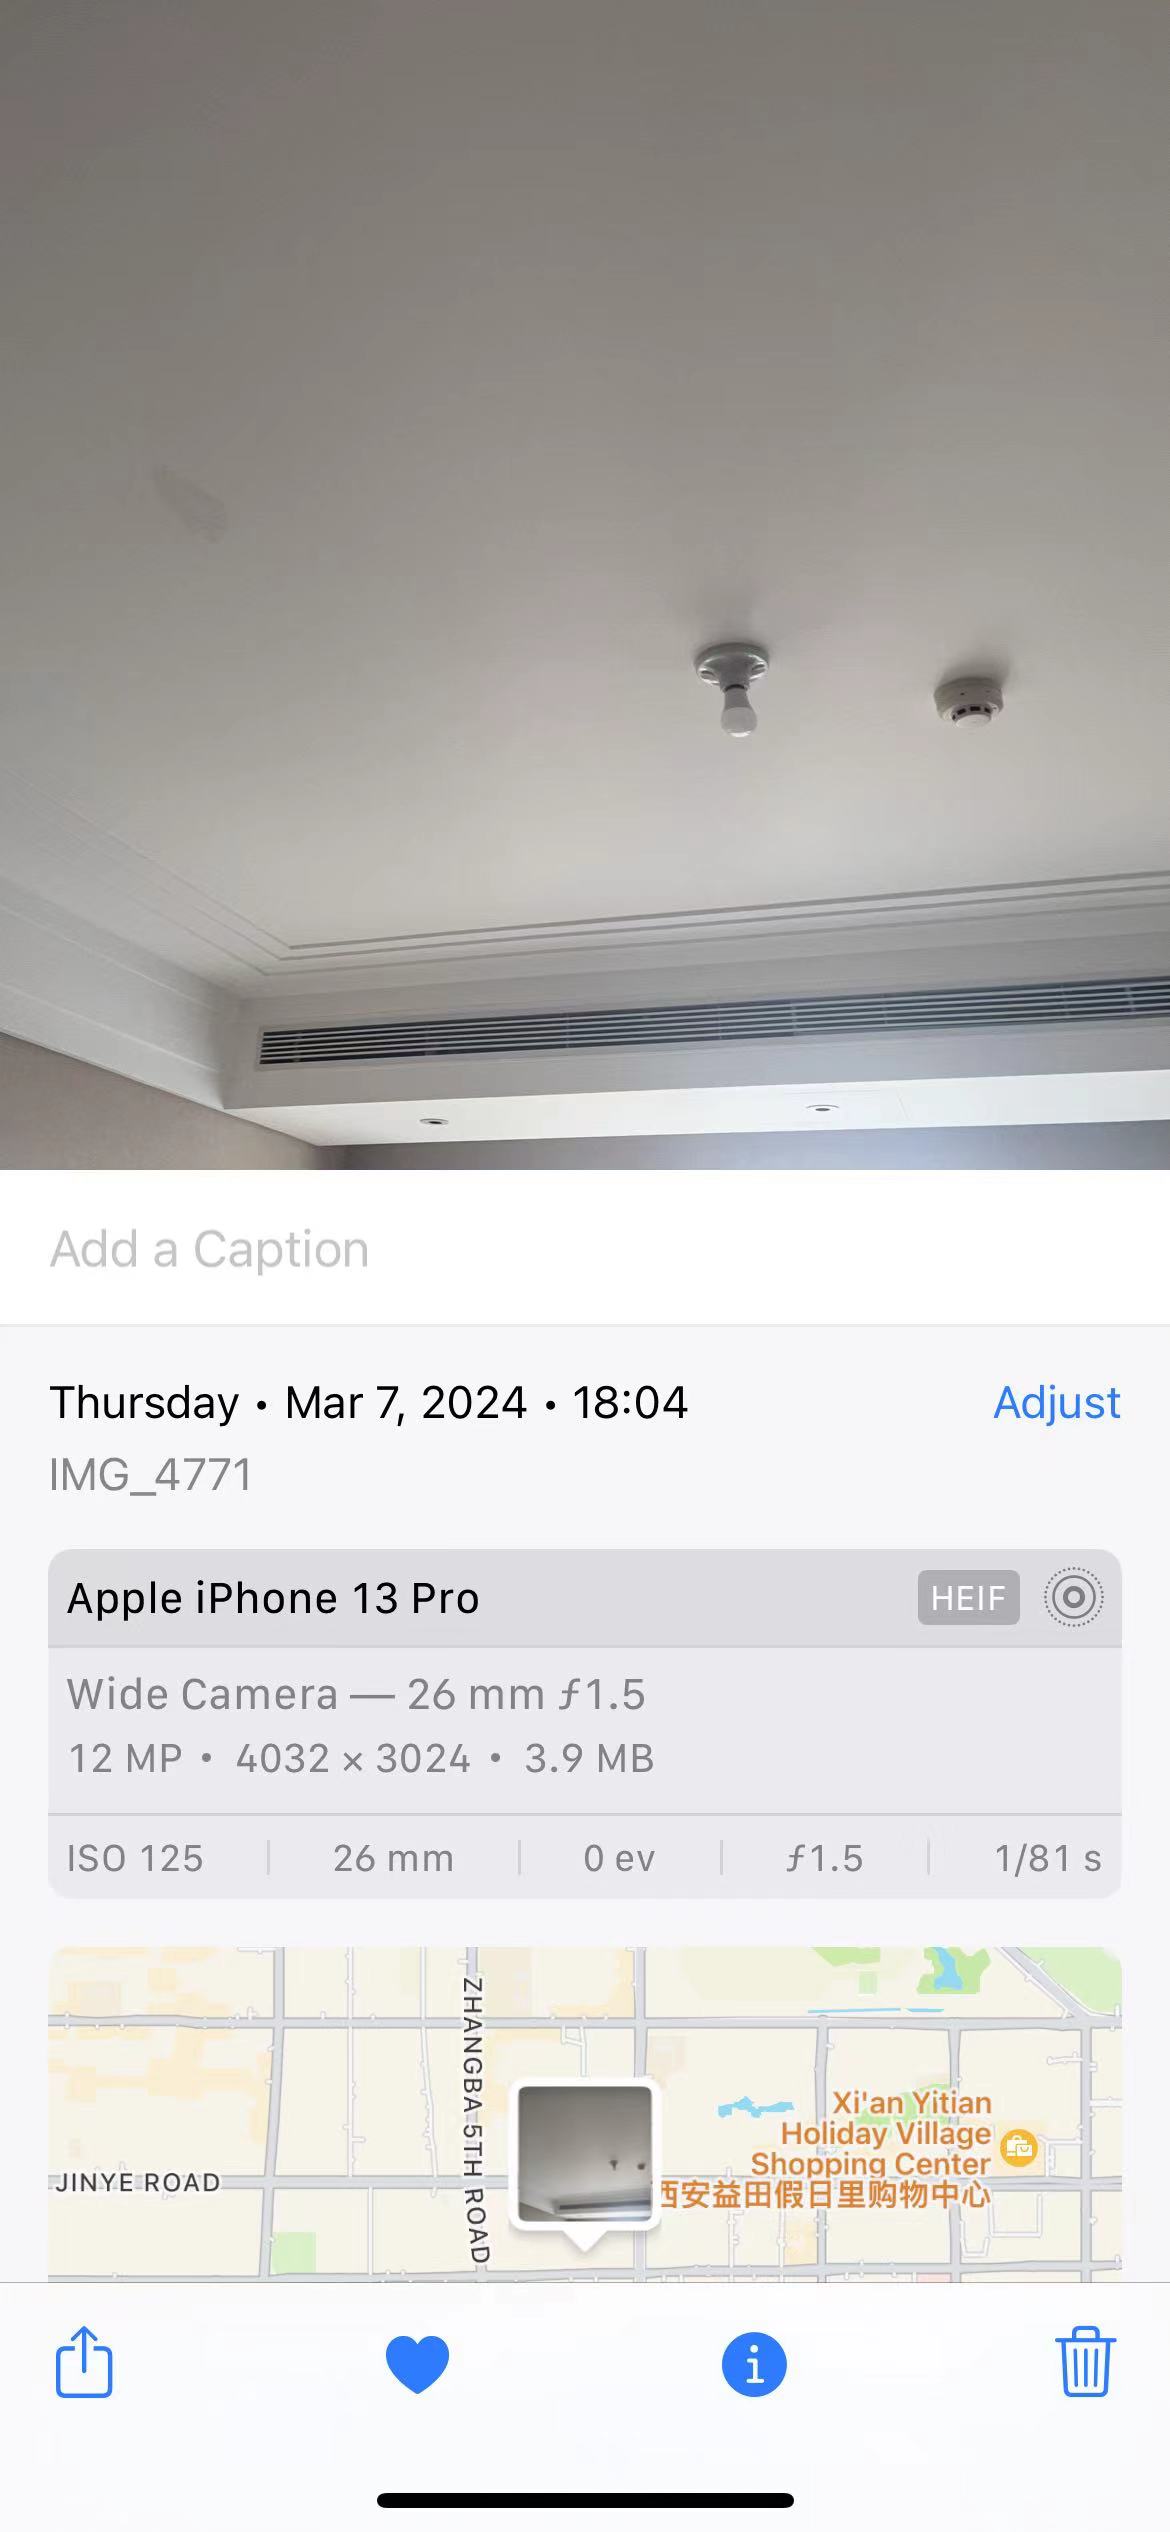 Add a Caption
Thursday • Mar 7, 2024 • 18:04
Adjust
IMG_4771
Apple iPhone 13 Pro
HEIF
Wide Camera — 26 mm ƒ1.5
12 MP • 4032 × 3024 • 3.9 MB
ISO 125
26 mm
0 ev
ƒ1.5
1/81 s
ZHANGBA 5TH ROAD
JINYE ROAD
Xi'an Yitian
Holiday Village
Shopping Center
西安益田假日里购物中心